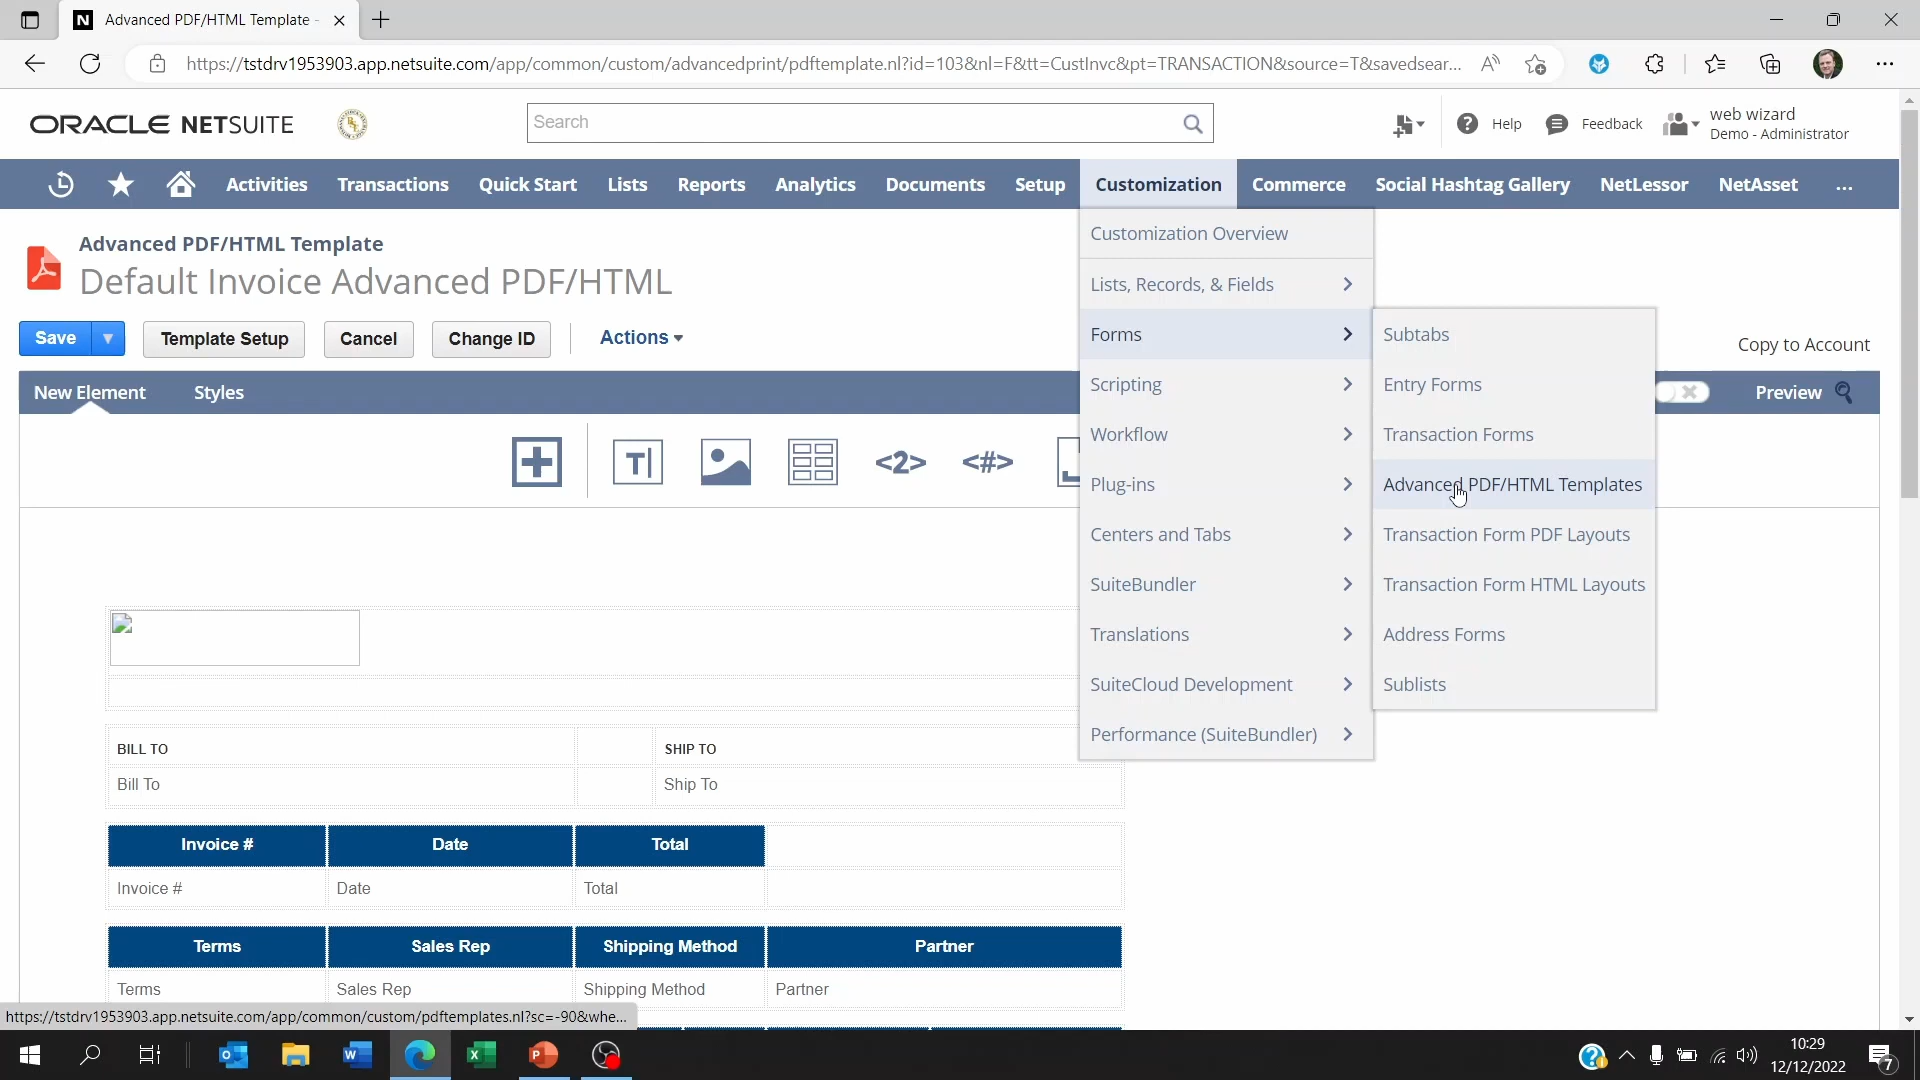 Advanced PDF/HTML Template -
https://tstdrv1953903.app.netsuite.com/app/common/custom/advancedprint/pdftemplate.nl?id=103&nl=F&tt=CustInvc&pt=TRANSACTION&source=T&savedsear...
ORACLE NETSUITE
Search
Help
Feedback
web wizard
Demo - Administrator
Activities
Transactions
Quick Start
Lists
Reports
Analytics
Documents
Setup
Customization
Commerce
Social Hashtag Gallery
NetLessor
NetAsset
...
Customization Overview
Lists, Records, & Fields
Forms
Scripting
Workflow
Plug-ins
Centers and Tabs
SuiteBundler
Translations
SuiteCloud Development
Performance (SuiteBundler)
Subtabs
Entry Forms
Transaction Forms
Advanced PDF/HTML Templates
Transaction Form PDF Layouts
Transaction Form HTML Layouts
Address Forms
Sublists
Advanced PDF/HTML Template
Default Invoice Advanced PDF/HTML
Save
Template Setup
Cancel
Change ID
Actions
Copy to Account
New Element
Styles
Preview
T
<2>
<#>
BILL TO
SHIP TO
Bill To
Ship To
Invoice #
Date
Total
Invoice #
Date
Total
Terms
Sales Rep
Shipping Method
Partner
Terms
Sales Rep
Shipping Method
Partner
https://tstdrv1953903.app.netsuite.com/app/common/custom/pdftemplates.nl?sc=-90&whe...
10:29
12/12/2022
7